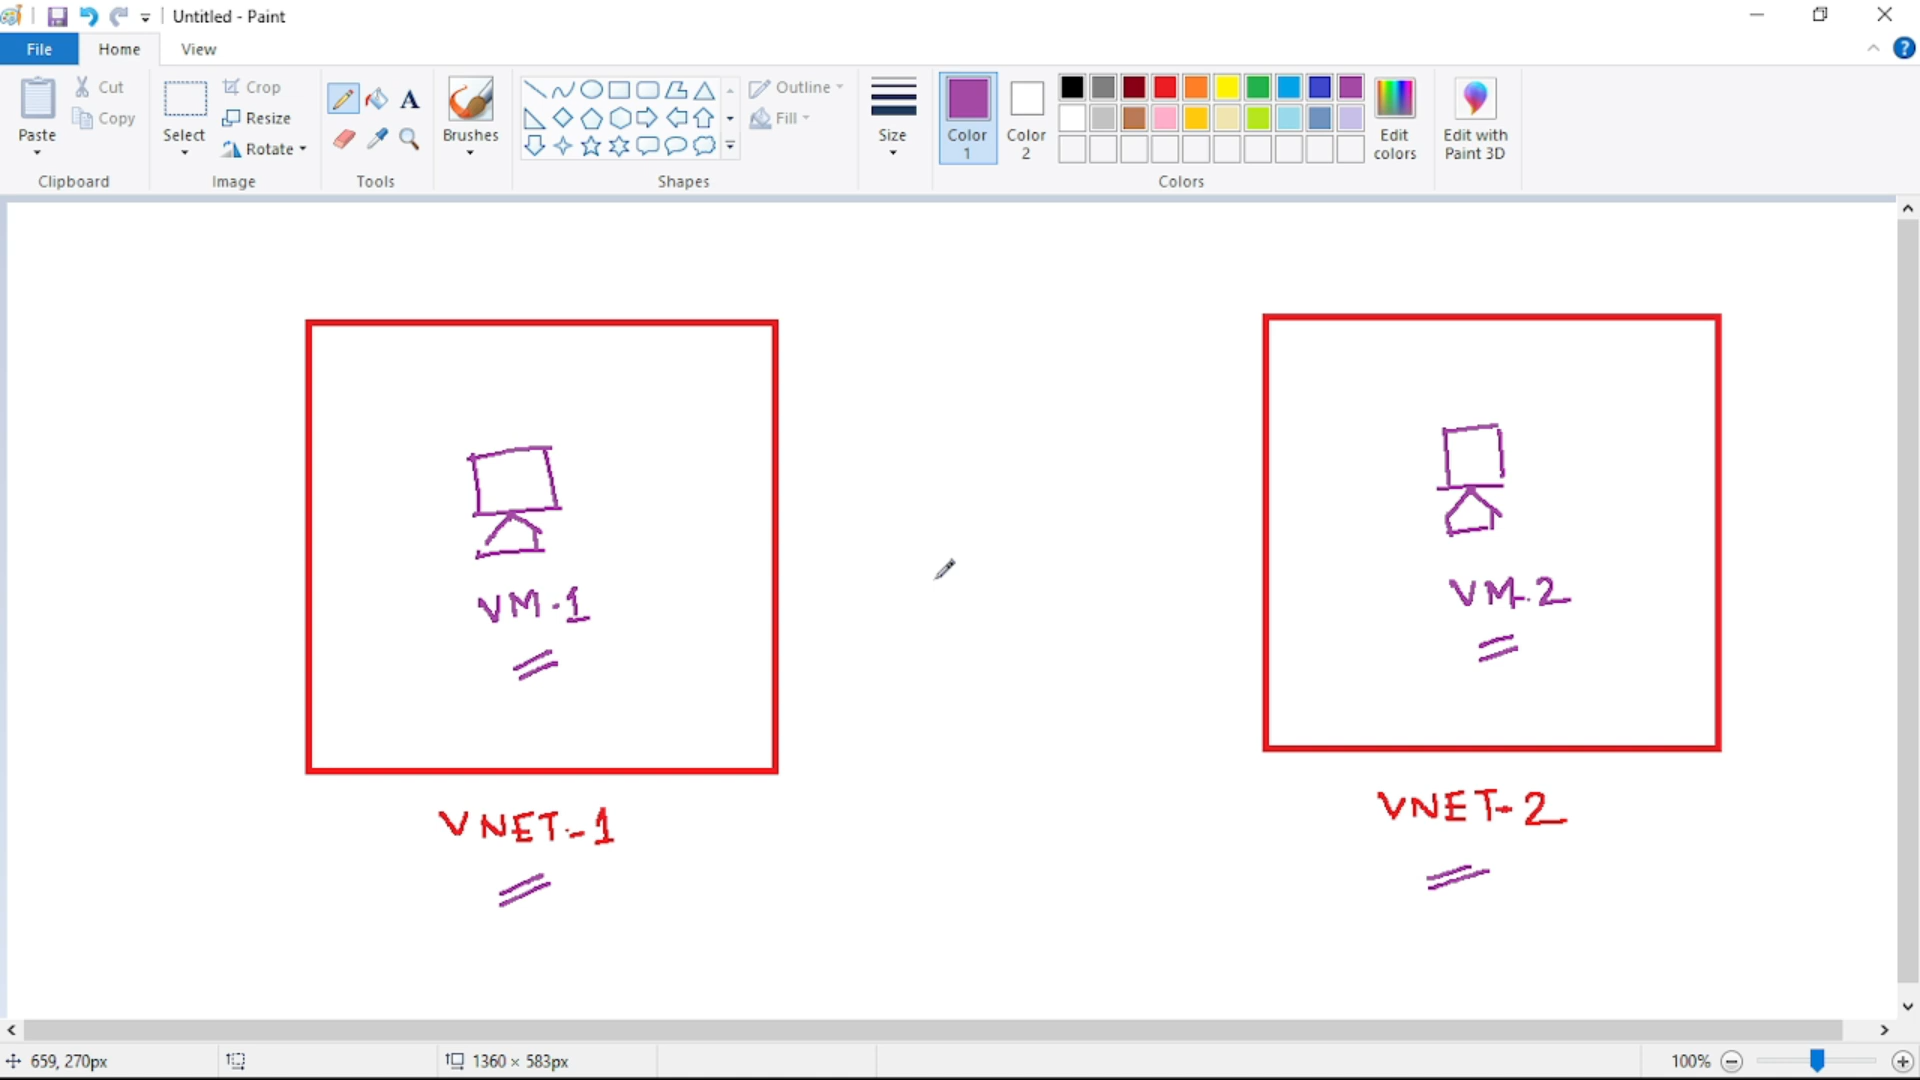 Untitled - Paint
File Home View
Paste
Cut
Copy
Clipboard
Select
Crop
Resize
Rotate
Image
A
Tools
Brushes
Outline
Fill
Shapes
Size
Color 1
Color 2
Edit colors
Colors
Edit with Paint 3D
VM-1
VM-2
VNET-1
VNET-2
659, 270px
1360 × 583px
100%